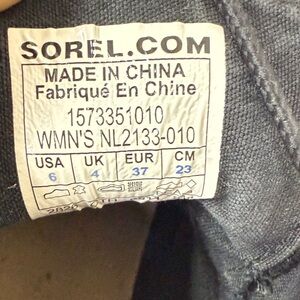 SOREL.COM
MADE IN CHINA
Fabriqué En Chine
1573351010
WMN'S NL2133-010
USA UK EUR CM
6 4 37 23